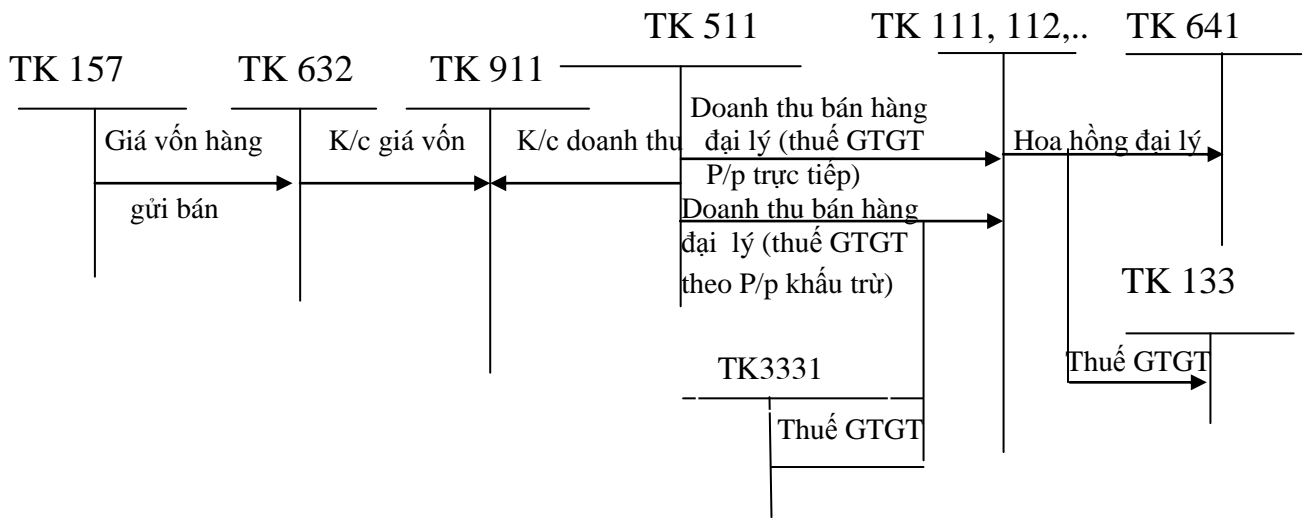 TK 157
TK 632
TK 911
TK 511
TK 111, 112,..
TK 641
Giá vốn hàng
gửi bán
K/c giá vốn
K/c doanh thu
Doanh thu bán hàng
đại lý (thuế GTGT
P/p trực tiếp)
Doanh thu bán hàng
đại lý (thuế GTGT
theo P/p khấu trừ)
Hoa hồng đại lý
TK 133
Thuế GTGT
TK3331
Thuế GTGT